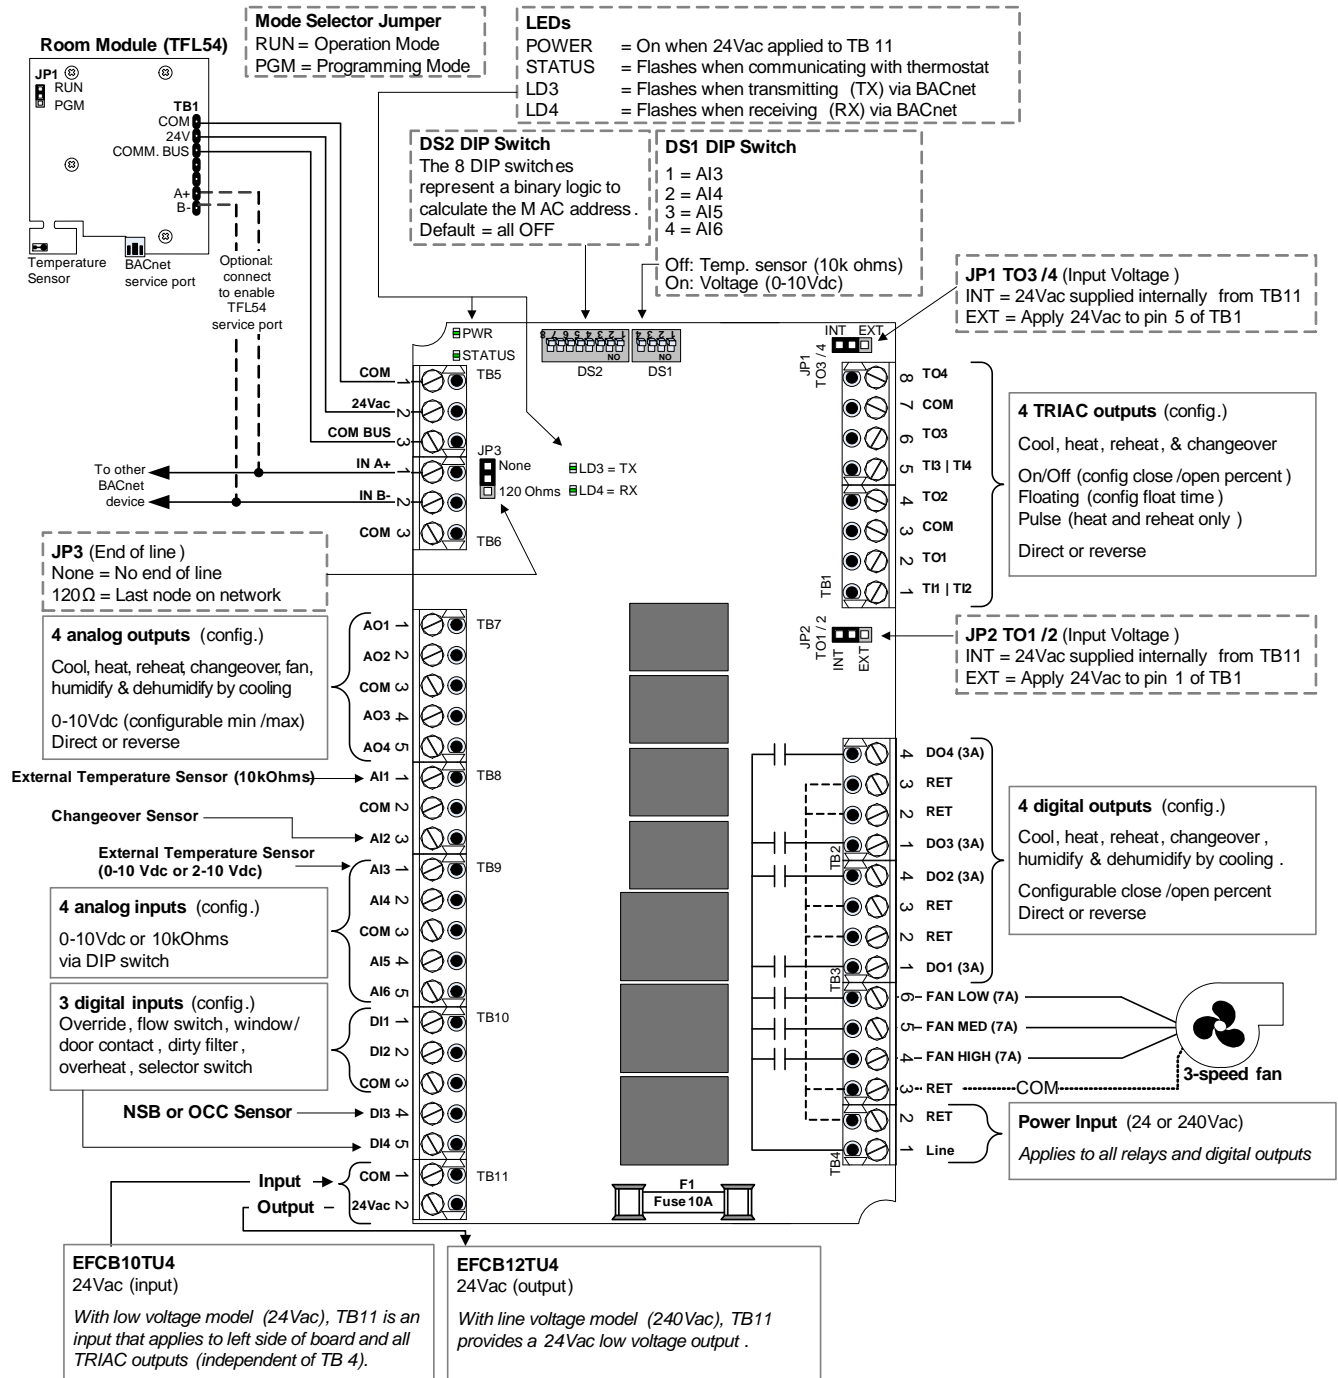 Mode Selector Jumper
RUN = Operation Mode
PGM = Programming Mode
LEDs
POWER = On when 24Vac applied to TB 11
STATUS = Flashes when communicating with thermostat
LD3 = Flashes when transmitting (TX) via BACnet
LD4 = Flashes when receiving (RX) via BACnet
Room Module (TFL54)
JP1
RUN
PGM
TB1
COM
24V
COMM. BUS
A+
B-
Temperature
Sensor
BACnet
service port
Optional:
connect
to enable
TFL54
service port
DS2 DIP Switch
The 8 DIP switches
represent a binary logic to
calculate the MAC address.
Default = all OFF
DS1 DIP Switch
1 = AI3
2 = AI4
3 = AI5
4 = AI6
Off: Temp. sensor (10k ohms)
On: Voltage (0-10Vdc)
JP1 TO3/4 (Input Voltage)
INT = 24Vac supplied internally from TB11
EXT = Apply 24Vac to pin 5 of TB1
PWR
STATUS
8 7 6 5 4 3 2 1
ON
DS2
4 3 2 1
ON
DS1
INT EXT
JP1
TO3 / 4
COM 1 TB5
24Vac 2
COM BUS 3
IN A+ 1
IN B- 2
COM 3 TB6
To other
BACnet
device
JP3
None
120 Ohms
LD3 = TX
LD4 = RX
8 TO4
7 COM
6 TO3
5 TI3 | TI4
4 TO2
3 COM
2 TO1
1 TI1 | TI2
TB1
4 TRIAC outputs (config.)
Cool, heat, reheat, & changeover
On/Off (config close/open percent)
Floating (config float time)
Pulse (heat and reheat only)
Direct or reverse
JP3 (End of line)
None = No end of line
120Ω = Last node on network
JP2
TO1 / 2
INT EXT
JP2 TO1/2 (Input Voltage)
INT = 24Vac supplied internally from TB11
EXT = Apply 24Vac to pin 1 of TB1
4 analog outputs (config.)
Cool, heat, reheat, changeover, fan,
humidify & dehumidify by cooling
0-10Vdc (configurable min/max)
Direct or reverse
AO1 1 TB7
AO2 2
COM 3
AO3 4
AO4 5
External Temperature Sensor (10kOhms)
AI1 1 TB8
COM 2
Changeover Sensor
AI2 3
External Temperature Sensor
(0-10 Vdc or 2-10 Vdc)
AI3 1 TB9
AI4 2
COM 3
AI5 4
AI6 5
4 analog inputs (config.)
0-10Vdc or 10kOhms
via DIP switch
3 digital inputs (config.)
Override, flow switch, window/
door contact, dirty filter,
overheat, selector switch
DI1 1 TB10
DI2 2
COM 3
NSB or OCC Sensor
DI3 4
DI4 5
Input
COM 1 TB11
Output
24Vac 2
4 DO4 (3A)
3 RET
2 RET
1 DO3 (3A)
TB2
4 DO2 (3A)
3 RET
2 RET
1 DO1 (3A)
TB3
6 FAN LOW (7A)
5 FAN MED (7A)
4 FAN HIGH (7A)
3 RET
COM
2 RET
1 Line
TB4
4 digital outputs (config.)
Cool, heat, reheat, changeover,
humidify & dehumidify by cooling.
Configurable close/open percent
Direct or reverse
3-speed fan
Power Input (24 or 240Vac)
Applies to all relays and digital outputs
F1
Fuse 10A
EFCB10TU4
24Vac (input)
With low voltage model (24Vac), TB11 is an
input that applies to left side of board and all
TRIAC outputs (independent of TB 4).
EFCB12TU4
24Vac (output)
With line voltage model (240Vac), TB11
provides a 24Vac low voltage output.